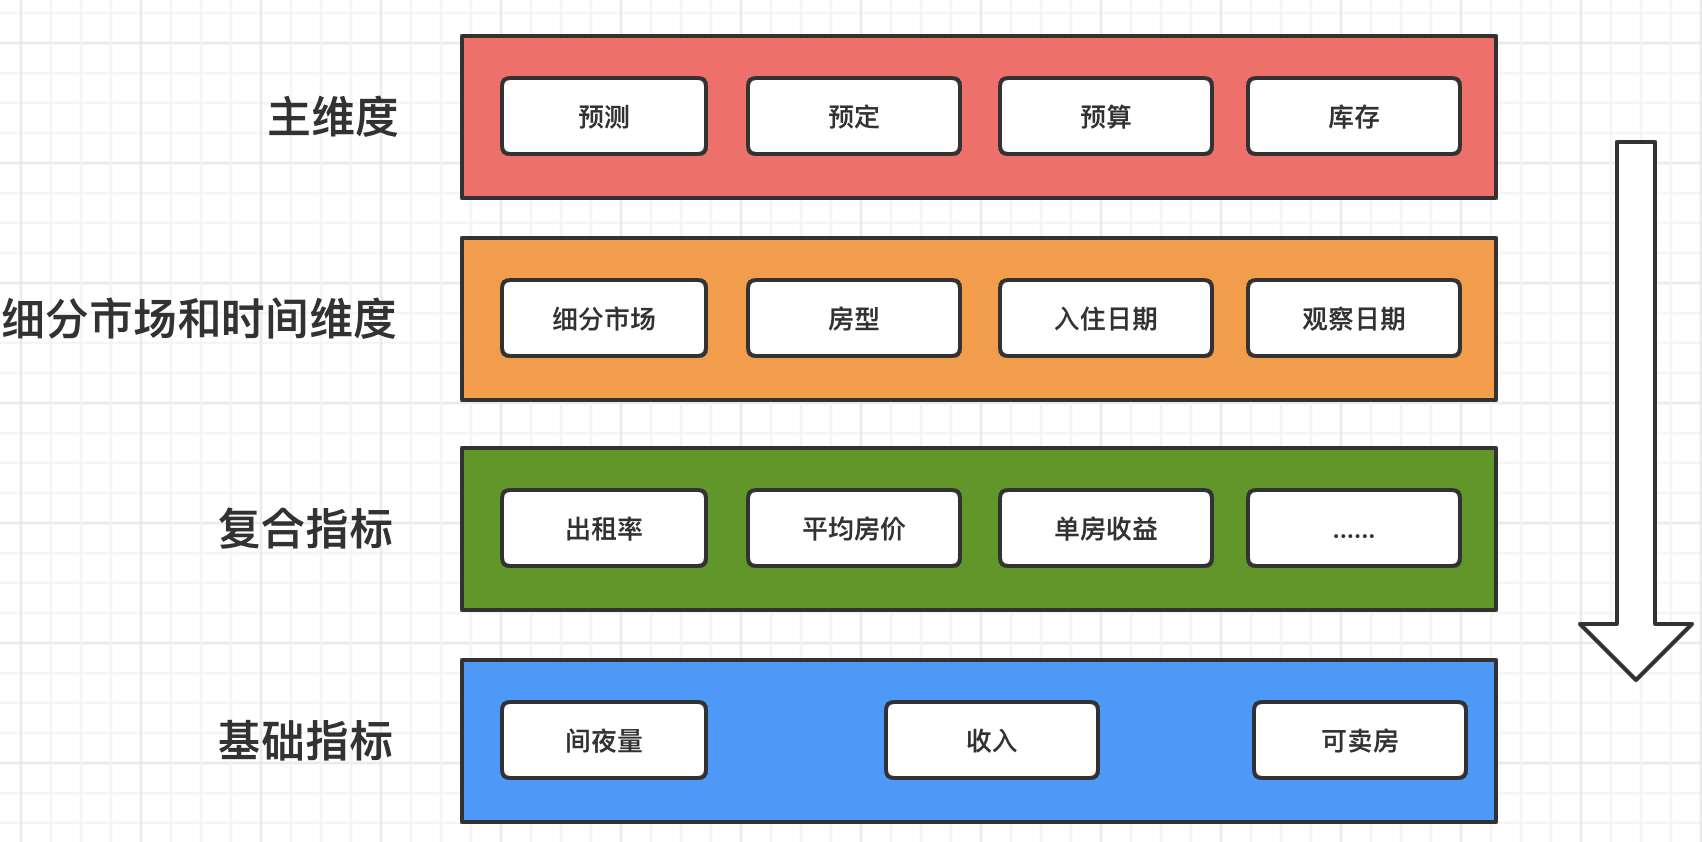 主维度
预测
预定
预算
库存
细分市场和时间维度
细分市场
房型
入住日期
观察日期
复合指标
出租率
平均房价
单房收益
......
基础指标
间夜量
收入
可卖房